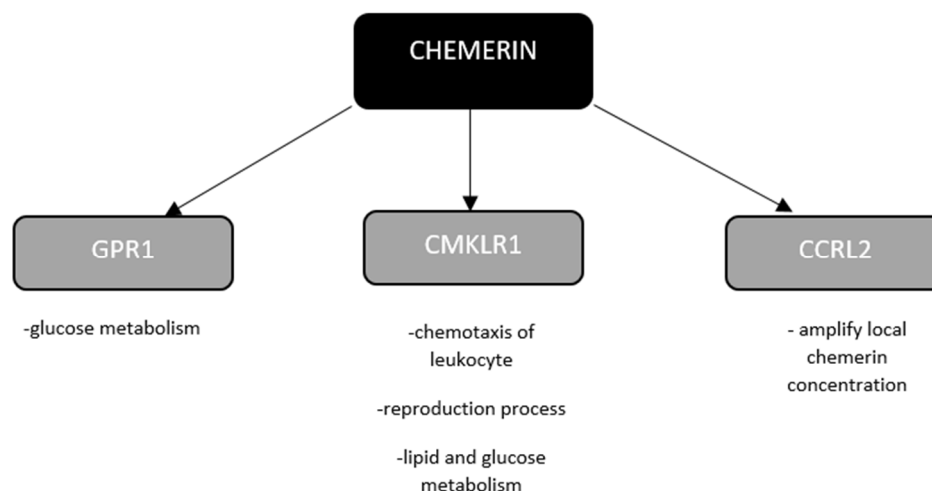 CHEMERIN
GPR1
CMKLR1
CCRL2
-glucose metabolism
-chemotaxis of
leukocyte
-reproduction process
-lipid and glucose
metabolism
- amplify local
chemerin
concentration